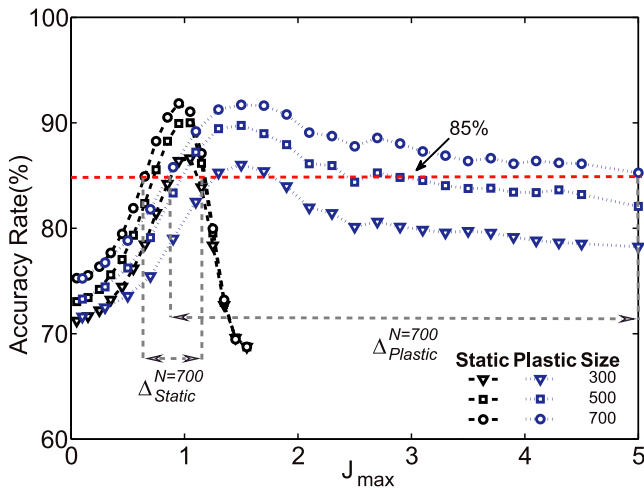 100
90
80
70
60
Accuracy Rate(%)
85%
Δ Static N=700
Δ Plastic N=700
Static Plastic Size
300
500
700
0 1 2 3 4 5
J max